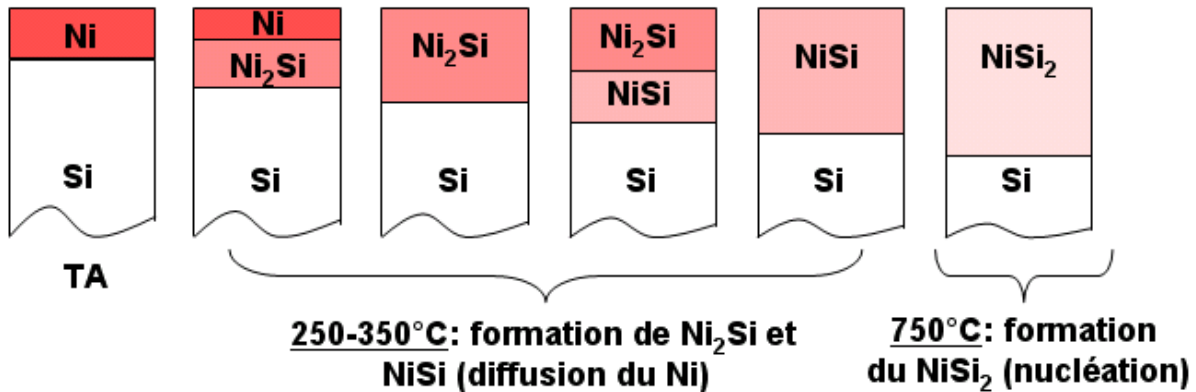 Ni
Si
TA
Ni
Ni₂Si
Si
Ni₂Si
Si
Ni₂Si
NiSi
Si
NiSi
Si
NiSi₂
Si
250-350°C: formation de Ni₂Si et
NiSi (diffusion du Ni)
750°C: formation
du NiSi₂ (nucléation)